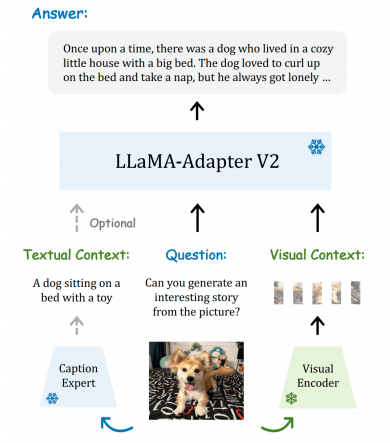 Answer:
Once upon a time, there was a dog who lived in a cozy
little house with a big bed. The dog loved to curl up
on the bed and take a nap, but he always got lonely ...
LLaMA-Adapter V2
Optional
Textual Context:
Question:
Visual Context:
A dog sitting on a
bed with a toy
Can you generate an
interesting story
from the picture?
Caption
Expert
Visual
Encoder